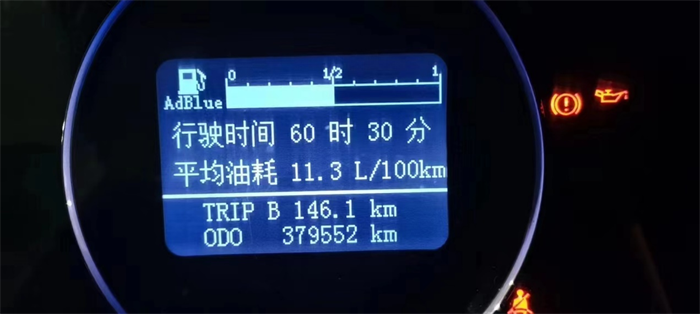 0 1/2 1
AdBlue
行驶时间 60 时 30 分
平均油耗 11.3 L/100km
TRIP B 146.1 km
ODO 379552 km